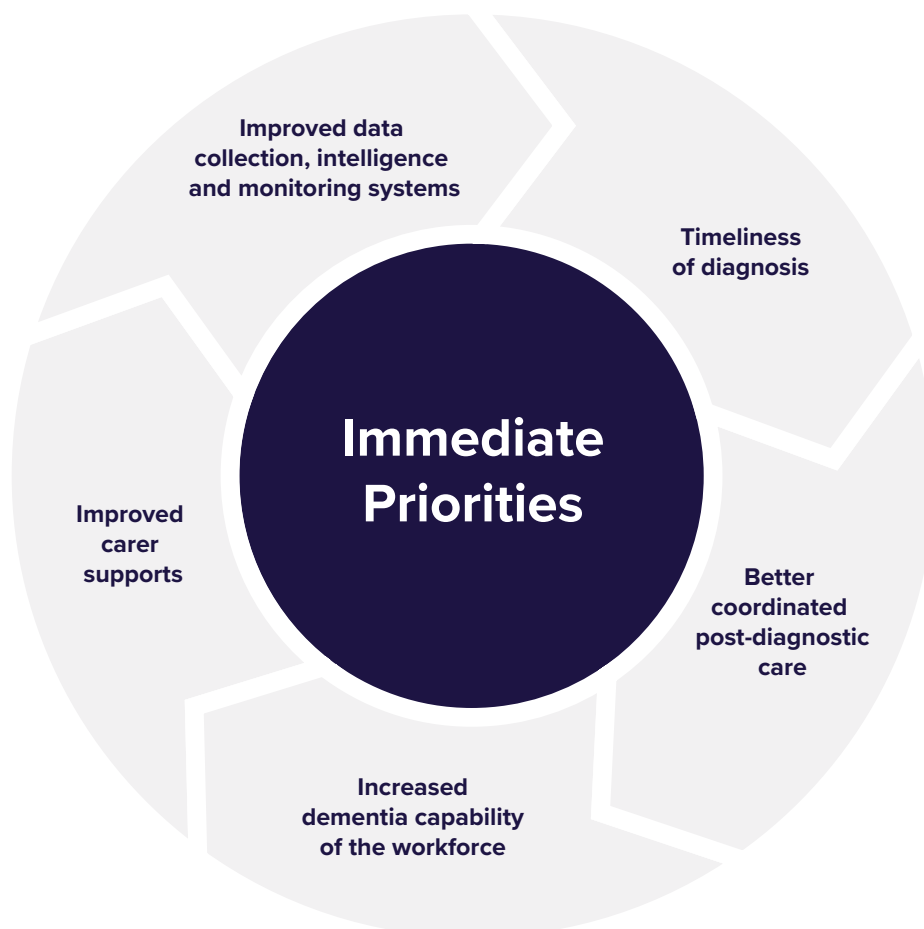 Improved data
collection, intelligence
and monitoring systems
Timeliness
of diagnosis
Immediate
Priorities
Improved
carer
supports
Better
coordinated
post-diagnostic
care
Increased
dementia capability
of the workforce